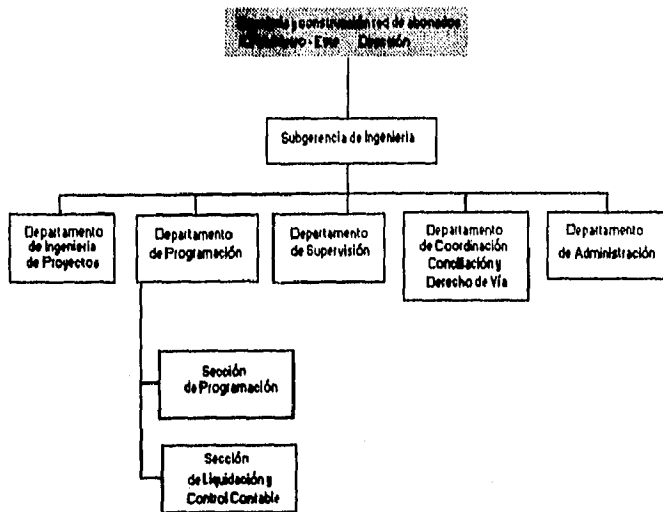 y construcción red de abonados
Subgerencia de Ingeniería
Departamento
de Ingeniería
de Proyectos
Departamento
de Programación
Departamento
de Supervisión
Departamento
de Coordinación
Conciliación y
Derecho de Vía
Departamento
de Administración
Sección
de Programación
Sección
de Liquidación y
Control Contable